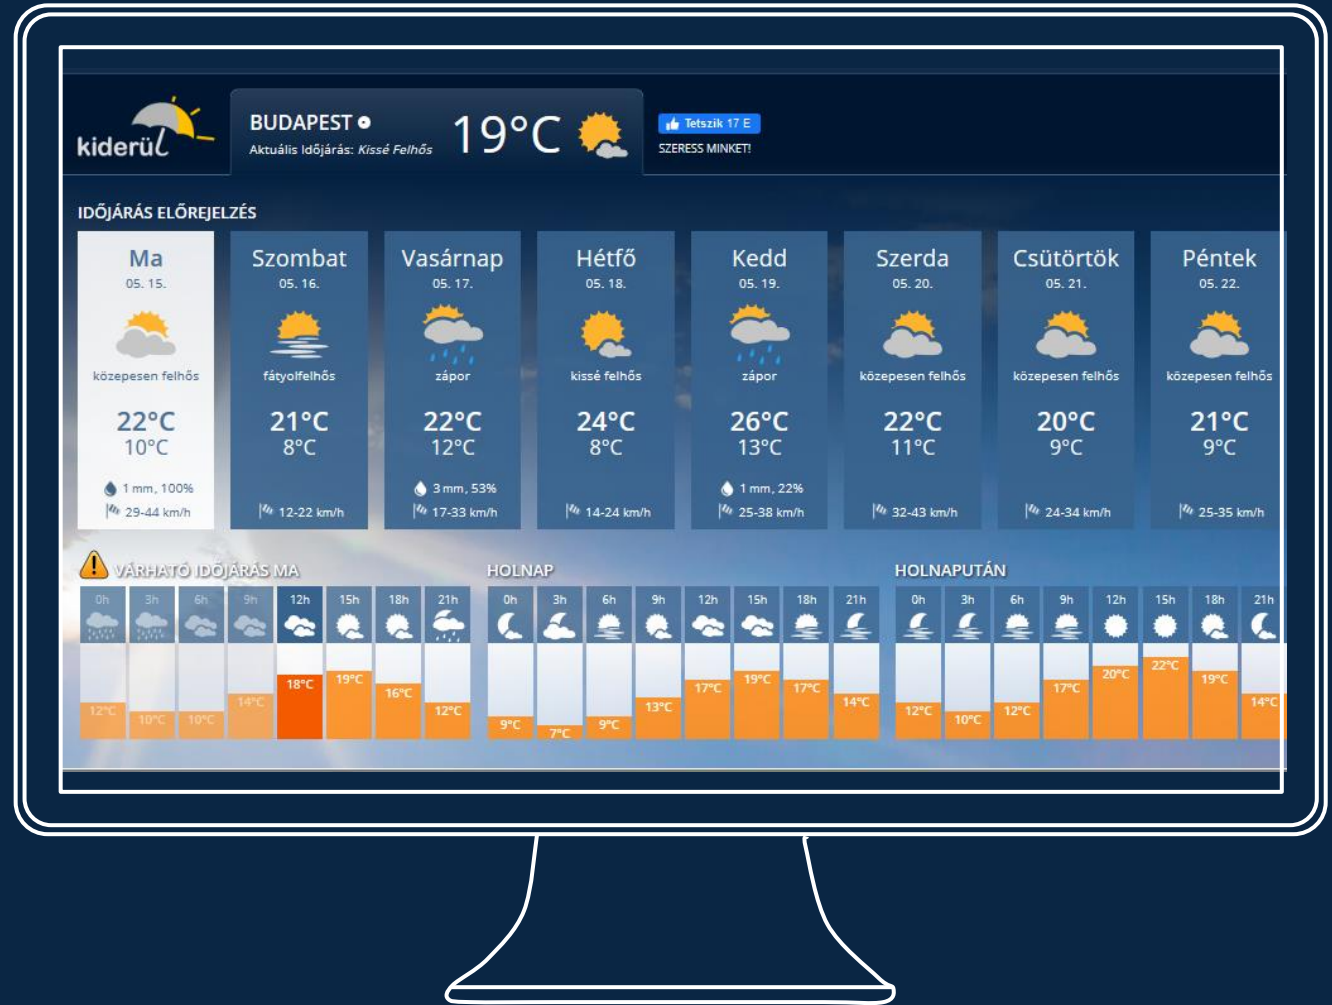 kiderül
BUDAPEST
Aktuális Időjárás: Kissé Felhős
19°C
Tetszik 17 E
SZERESS MINKET!
IDŐJÁRÁS ELŐREJELZÉS
Ma
05. 15.
közepesen felhős
22°C
10°C
1 mm, 100%
29-44 km/h
Szombat
05. 16.
fátyolfelhős
21°C
8°C
12-22 km/h
Vasárnap
05. 17.
zápor
22°C
12°C
3 mm, 53%
17-33 km/h
Hétfő
05. 18.
kissé felhős
24°C
8°C
14-24 km/h
Kedd
05. 19.
zápor
26°C
13°C
1 mm, 22%
25-38 km/h
Szerda
05. 20.
közepesen felhős
22°C
11°C
32-43 km/h
Csütörtök
05. 21.
közepesen felhős
20°C
9°C
24-34 km/h
Péntek
05. 22.
közepesen felhős
21°C
9°C
25-35 km/h
VÁRHATÓ IDŐJÁRÁS MA
0h 3h 6h 9h 12h 15h 18h 21h
12°C 10°C 10°C 14°C 18°C 19°C 16°C 12°C
HOLNAP
0h 3h 6h 9h 12h 15h 18h 21h
9°C 7°C 9°C 13°C 17°C 19°C 17°C 14°C
HOLNAPUTÁN
0h 3h 6h 9h 12h 15h 18h 21h
12°C 10°C 12°C 17°C 20°C 22°C 19°C 14°C